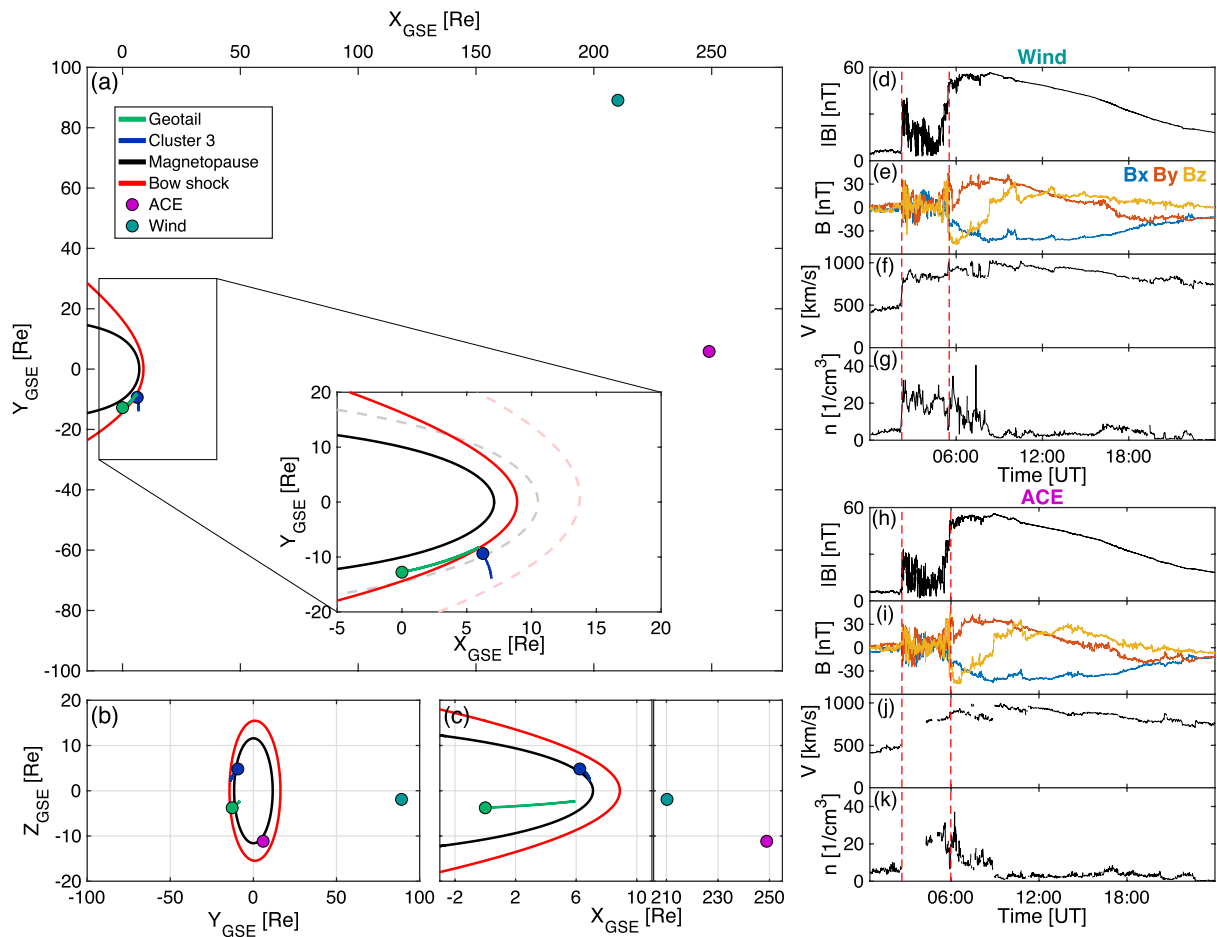 X_GSE [Re]
0 50 100 150 200 250
(a)
100
80
60
40
20
0
-20
-40
-60
-80
-100
Y_GSE [Re]
Geotail
Cluster 3
Magnetopause
Bow shock
ACE
Wind
20
10
0
-10
-20
Y_GSE [Re]
-5 0 5 10 15 20
X_GSE [Re]
(b)
20
10
0
-10
-20
Z_GSE [Re]
-100 -50 0 50 100
Y_GSE [Re]
(c)
-2 2 6 10 210 230 250
X_GSE [Re]
Wind
(d)
60
0
|B| [nT]
(e)
Bx By Bz
30
0
-30
B [nT]
(f)
1000
500
0
V [km/s]
(g)
40
20
0
n [1/cm^3]
06:00 12:00 18:00
Time [UT]
ACE
(h)
60
0
|B| [nT]
(i)
30
0
-30
B [nT]
(j)
1000
500
0
V [km/s]
(k)
40
20
0
n [1/cm^3]
06:00 12:00 18:00
Time [UT]